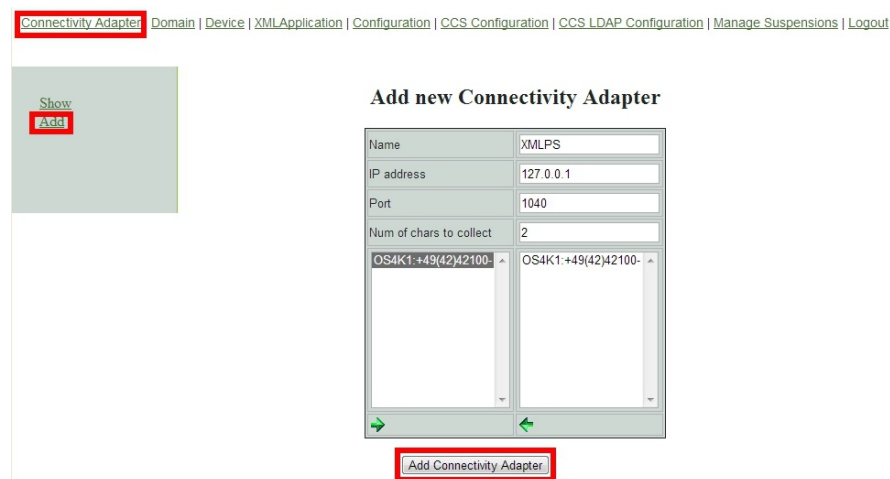 Connectivity Adapter Domain | Device | XMLApplication | Configuration | CCS Configuration | CCS LDAP Configuration | Manage Suspensions | Logout
Show
Add
Add new Connectivity Adapter
Name XMLPS
IP address 127.0.0.1
Port 1040
Num of chars to collect 2
OS4K1:+49(42)42100- OS4K1:+49(42)42100-
Add Connectivity Adapter